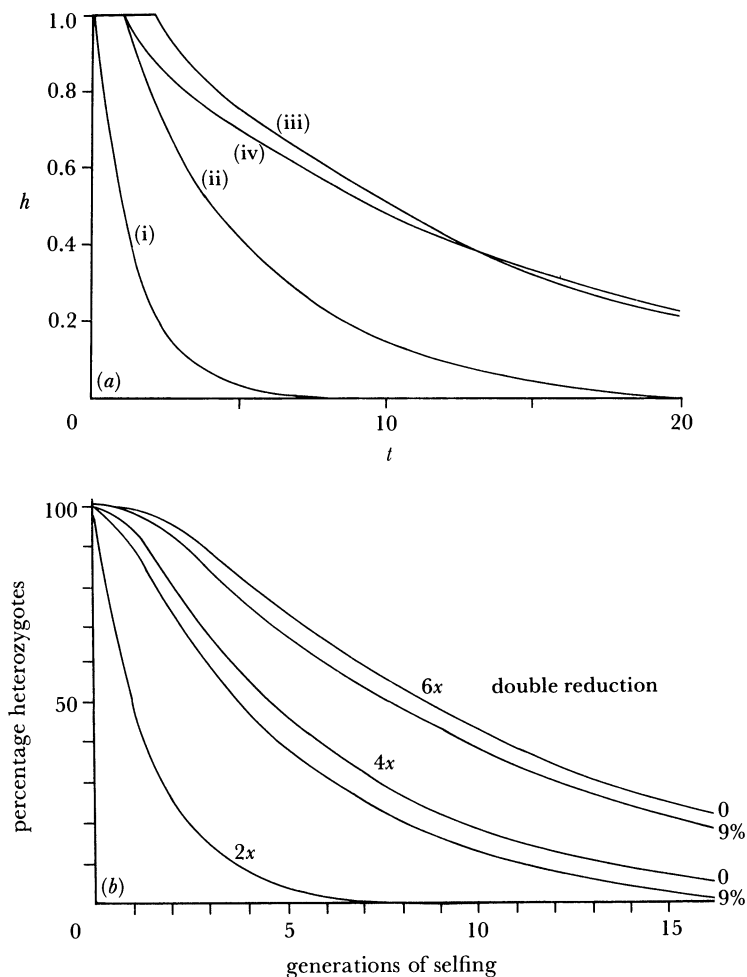 1.0
0.8
0.6
0.4
0.2
h
(i)
(ii)
(iii)
(iv)
(a)
0
10
20
t
100
50
percentage heterozygotes
6x double reduction
4x
2x
0
9%
0
9%
(b)
0
5
10
15
generations of selfing